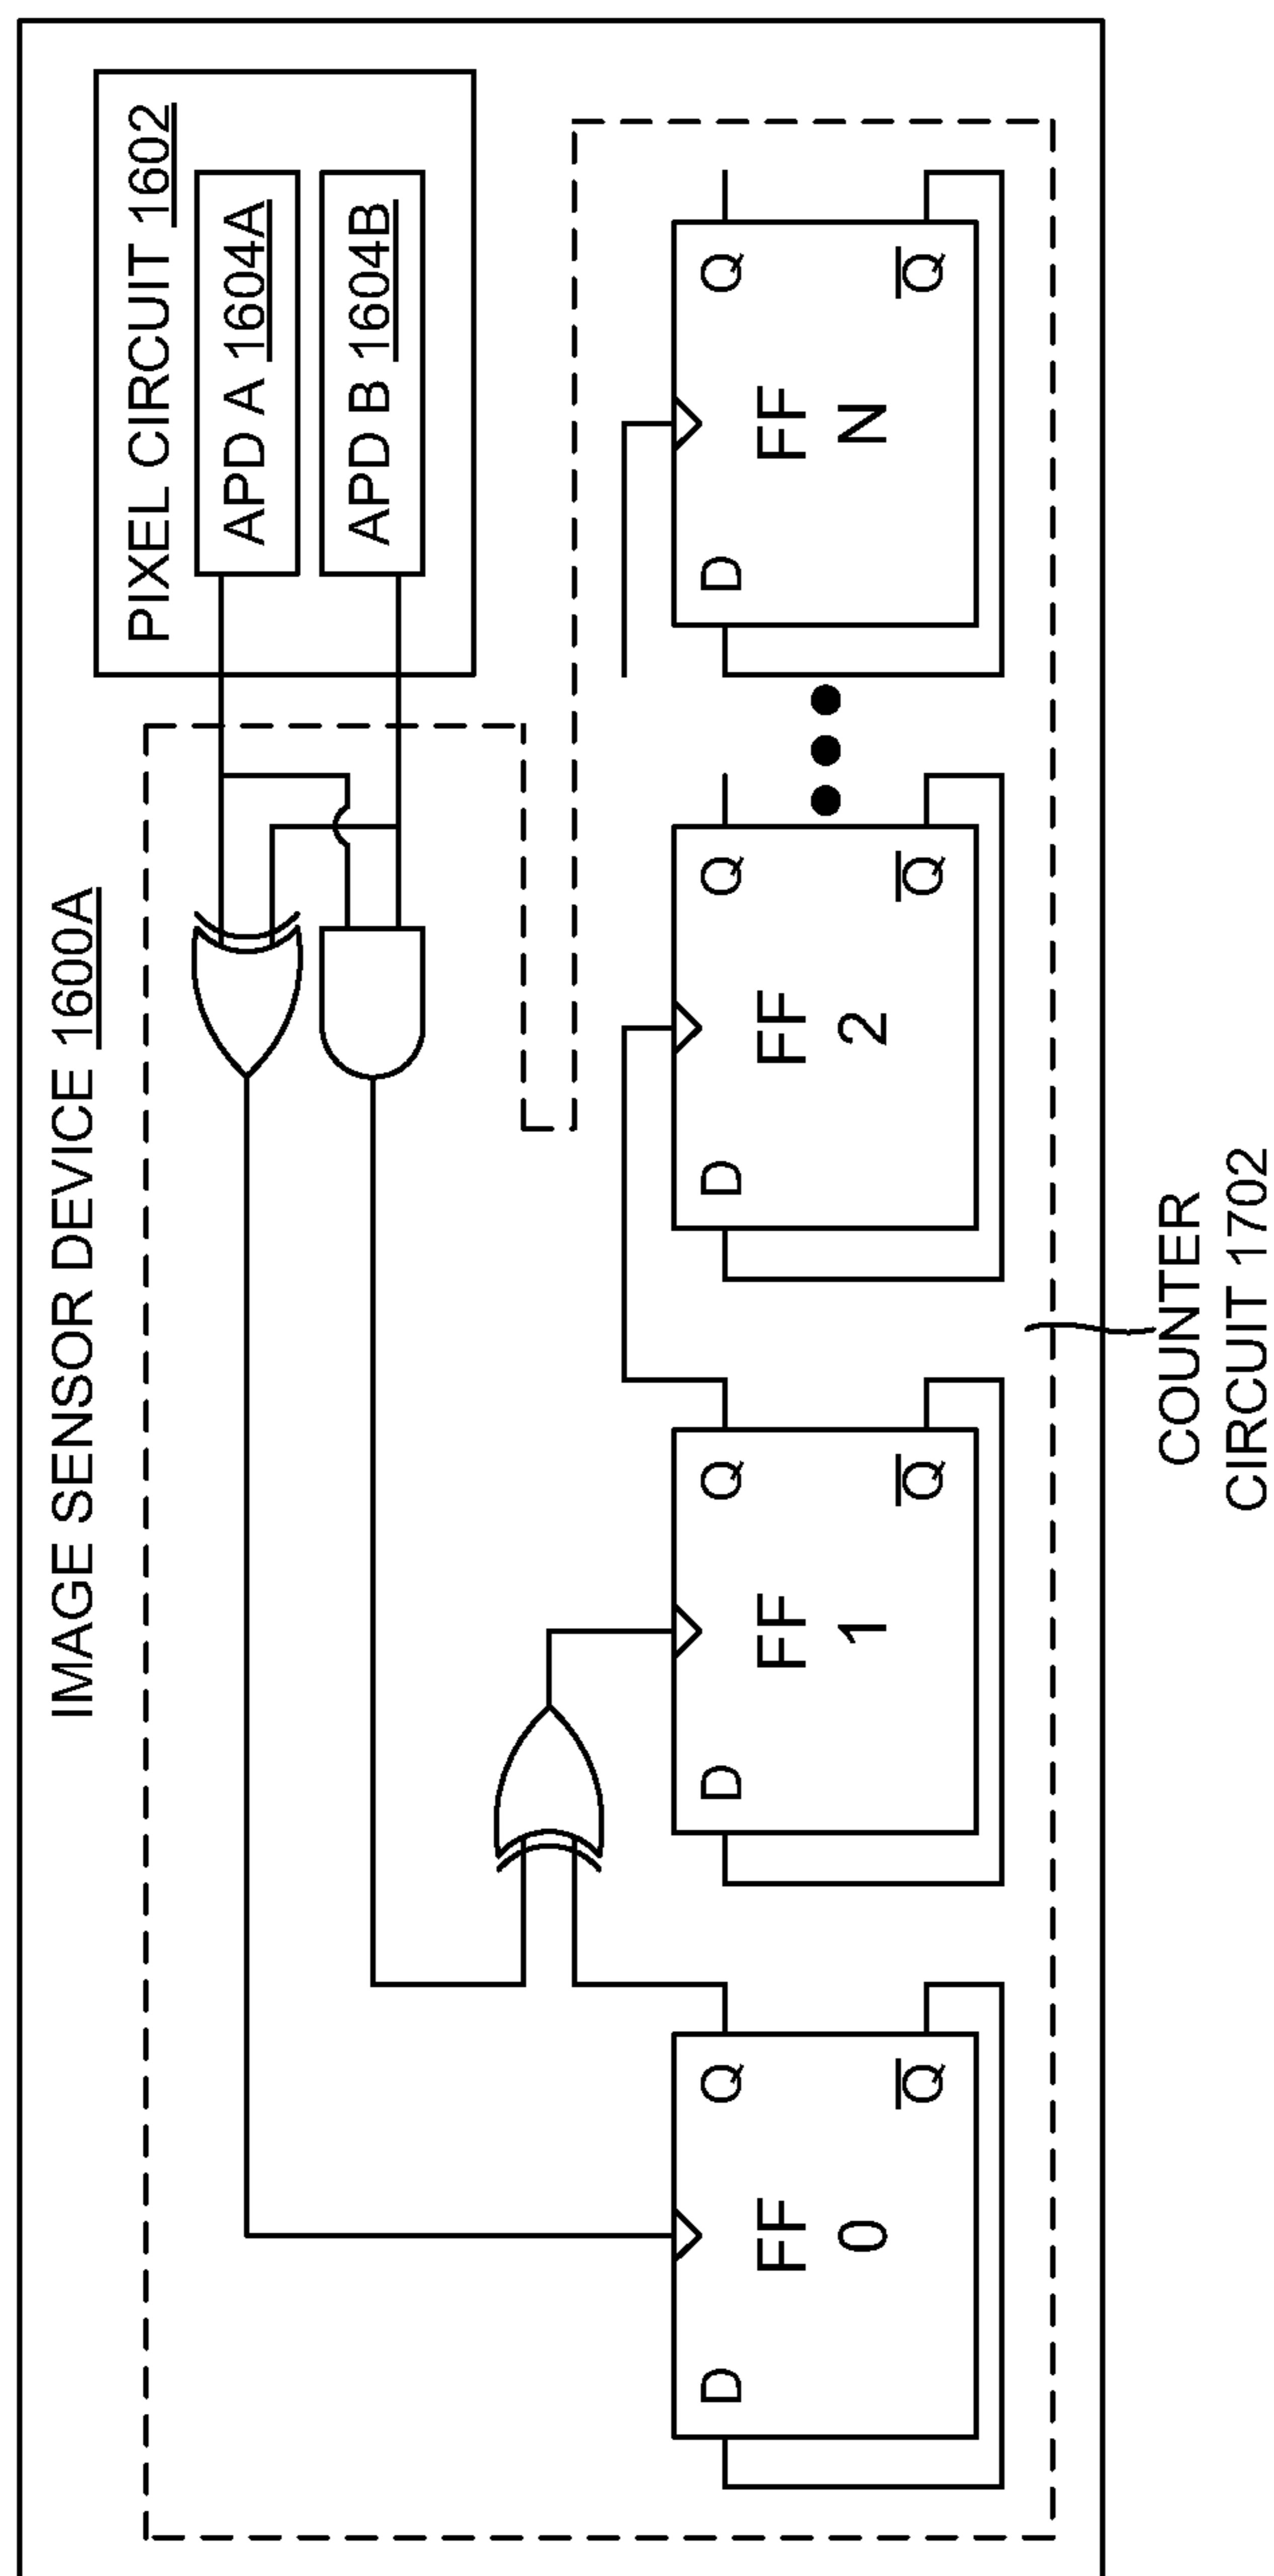 IMAGE SENSOR DEVICE 1600A
PIXEL CIRCUIT 1602
APD A 1604A
APD B 1604B
D
Q
FF
0
Q̅
D
Q
FF
1
Q̅
D
Q
FF
2
Q̅
D
Q
FF
N
Q̅
COUNTER
CIRCUIT 1702